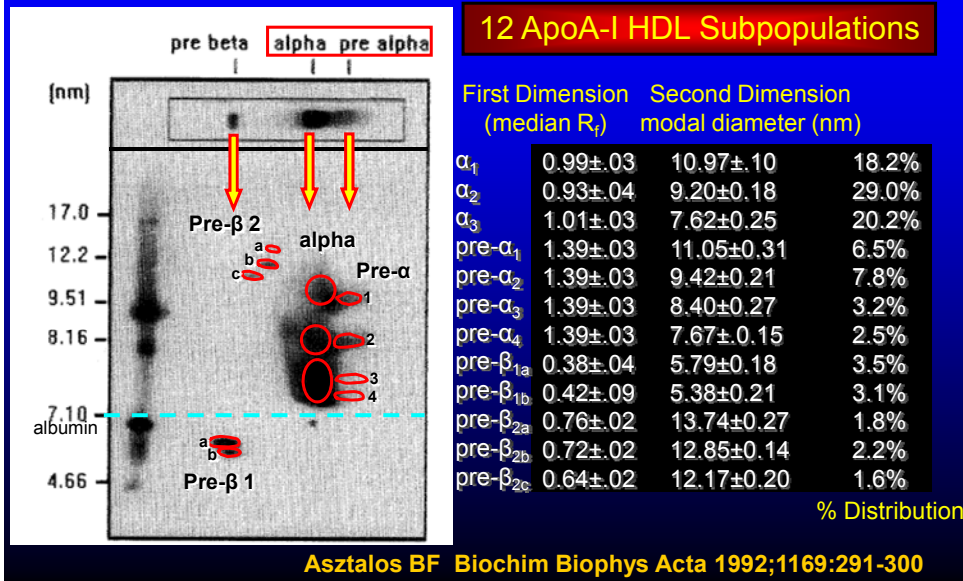 12 ApoA-I HDL Subpopulations
pre beta alpha pre alpha
[nm]
17.0
12.2
9.51
8.16
7.10
albumin
4.66
Pre-β 2
a
b
c
alpha
Pre-α
1
2
3
4
a
b
Pre-β 1
First Dimension Second Dimension
(median Rf) modal diameter (nm)
α1 0.99±.03 10.97±.10 18.2%
α2 0.93±.04 9.20±0.18 29.0%
α3 1.01±.03 7.62±0.25 20.2%
pre-α1 1.39±.03 11.05±0.31 6.5%
pre-α2 1.39±.03 9.42±0.21 7.8%
pre-α3 1.39±.03 8.40±0.27 3.2%
pre-α4 1.39±.03 7.67±.0.15 2.5%
pre-β1a 0.38±.04 5.79±0.18 3.5%
pre-β1b 0.42±.09 5.38±0.21 3.1%
pre-β2a 0.76±.02 13.74±0.27 1.8%
pre-β2b 0.72±.02 12.85±0.14 2.2%
pre-β2c 0.64±.02 12.17±0.20 1.6%
% Distribution
Asztalos BF Biochim Biophys Acta 1992;1169:291-300